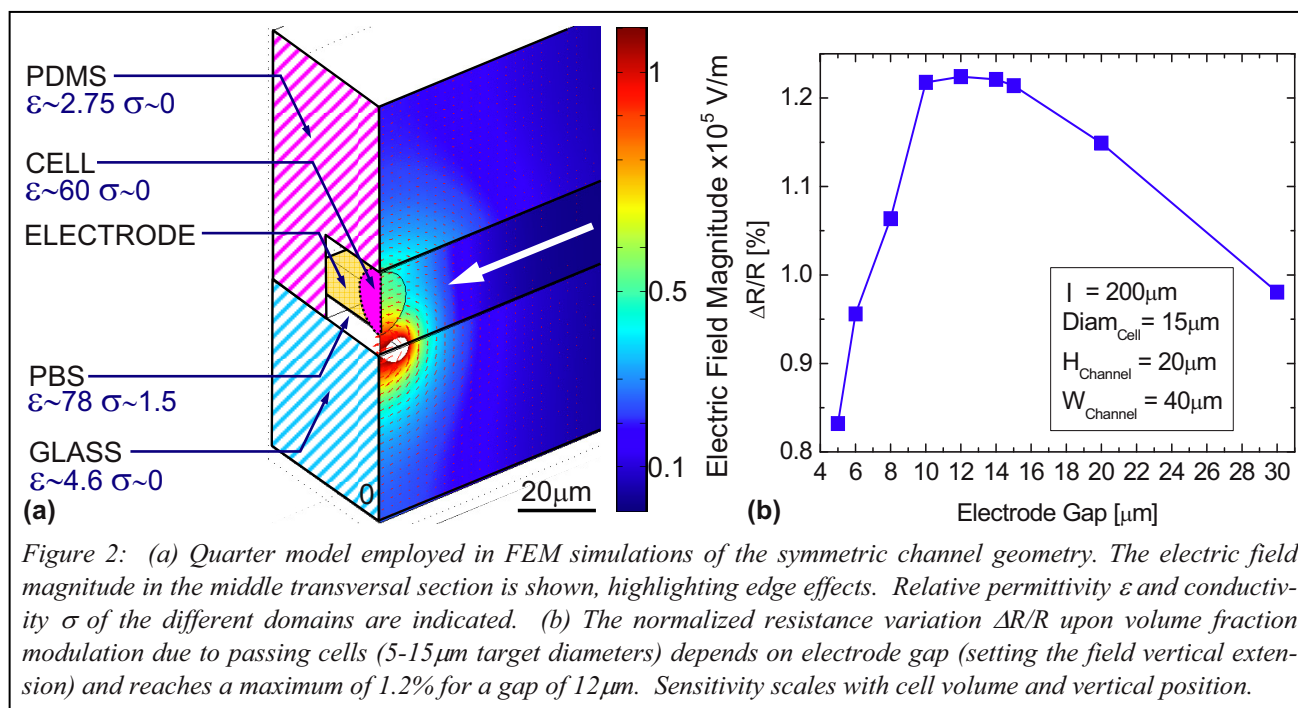 PDMS
ε~2.75 σ~0
CELL
ε~60 σ~0
ELECTRODE
PBS
ε~78 σ~1.5
GLASS
ε~4.6 σ~0
(a)
0
20μm
1
0.5
0.1
Electric Field Magnitude x10⁵ V/m
ΔR/R [%]
1.2
1.1
1.0
0.9
0.8
4 6 8 10 12 14 16 18 20 22 24 26 28 30
Electrode Gap [μm]
(b)
l = 200μm
Diam_Cell = 15μm
H_Channel = 20μm
W_Channel = 40μm
Figure 2: (a) Quarter model employed in FEM simulations of the symmetric channel geometry. The electric field
magnitude in the middle transversal section is shown, highlighting edge effects. Relative permittivity ε and conductiv-
ity σ of the different domains are indicated. (b) The normalized resistance variation ΔR/R upon volume fraction
modulation due to passing cells (5-15μm target diameters) depends on electrode gap (setting the field vertical exten-
sion) and reaches a maximum of 1.2% for a gap of 12μm. Sensitivity scales with cell volume and vertical position.